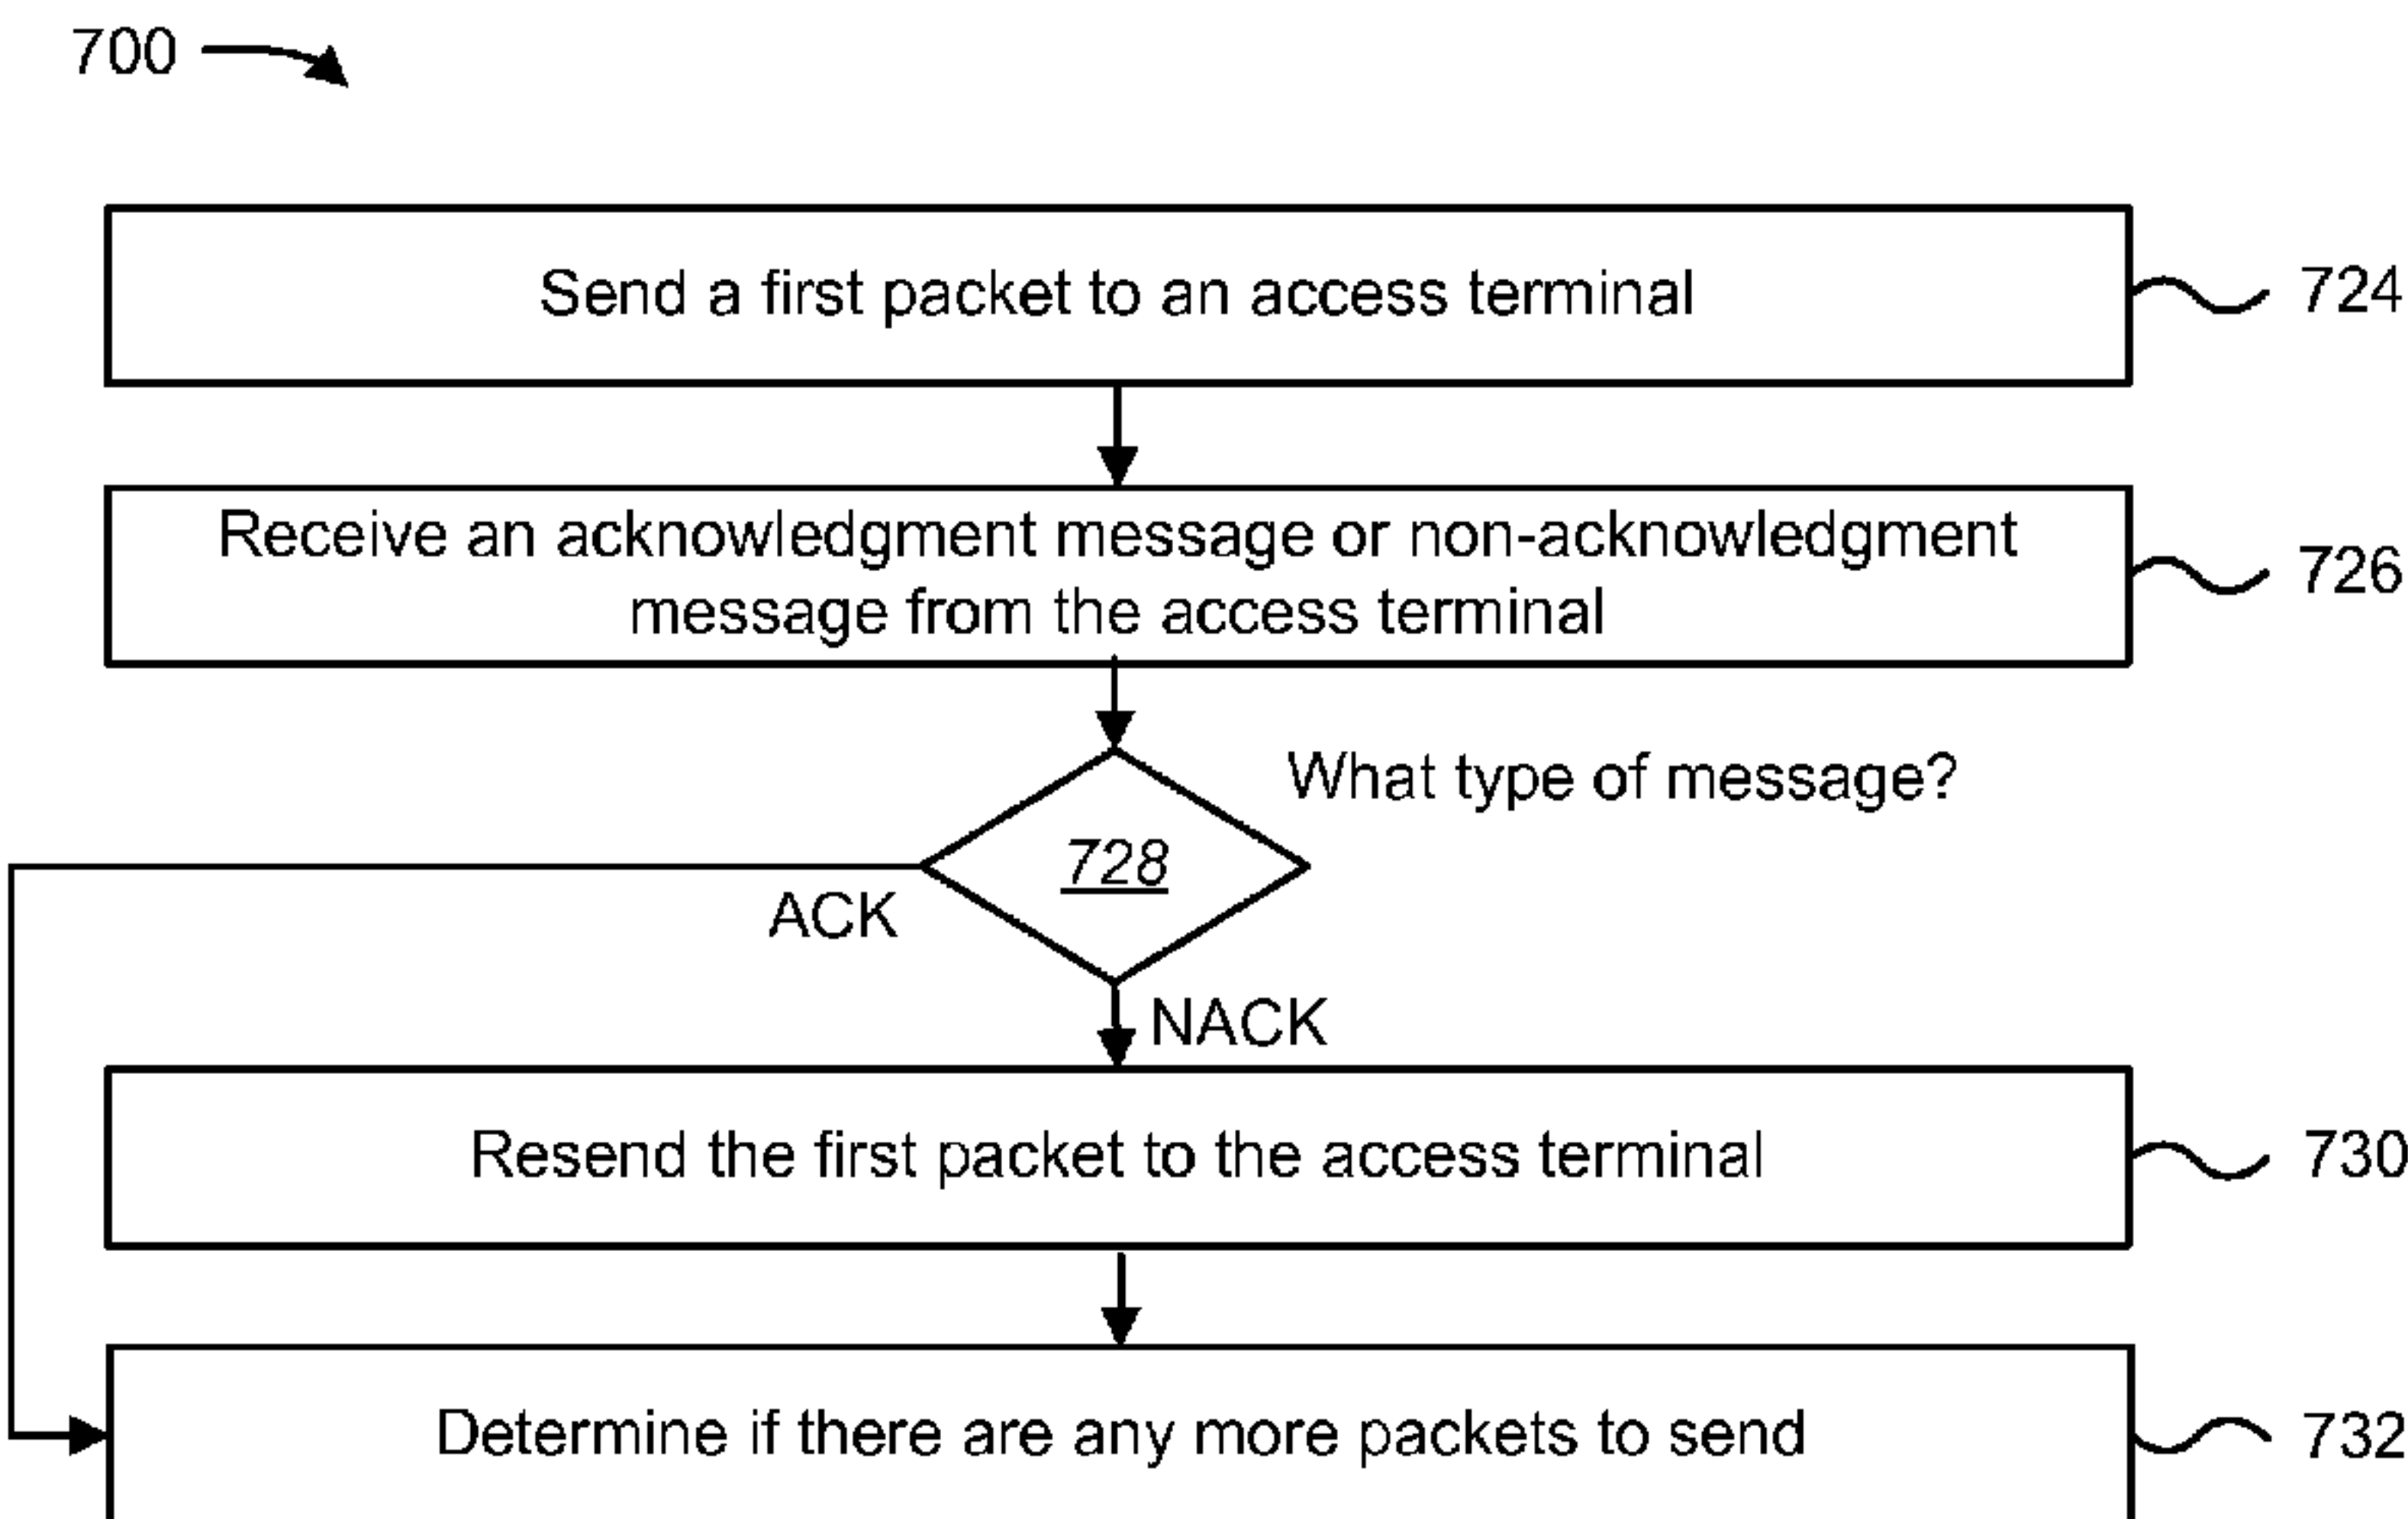 700
Send a first packet to an access terminal
724
Receive an acknowledgment message or non-acknowledgment
message from the access terminal
726
What type of message?
728
ACK
NACK
Resend the first packet to the access terminal
730
Determine if there are any more packets to send
732